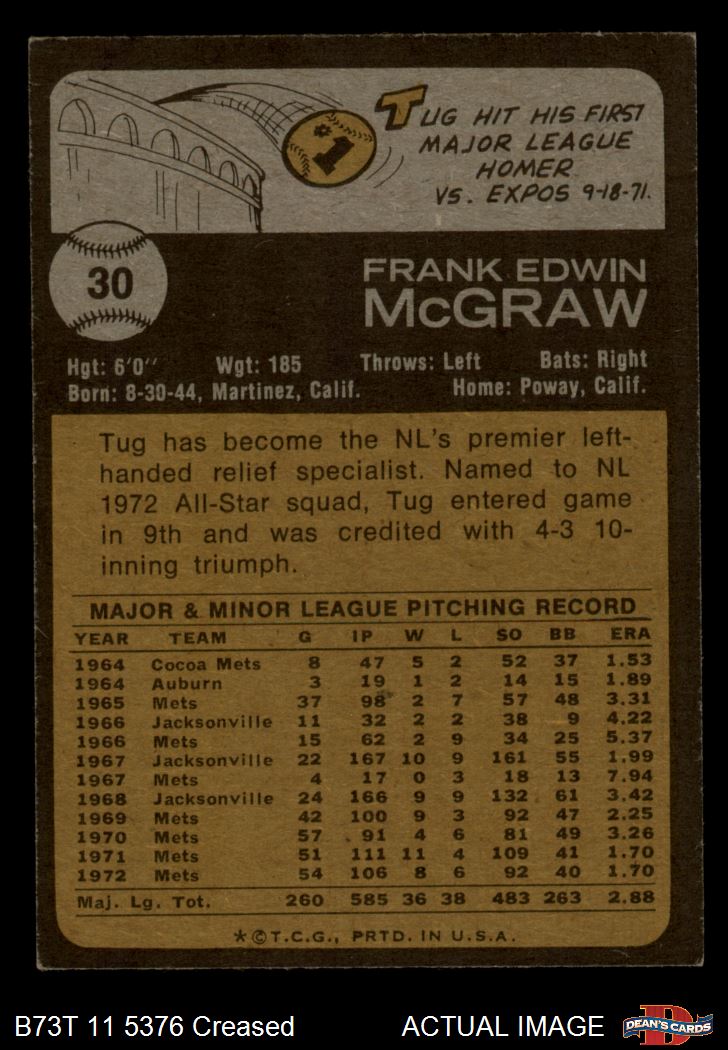 #1
TUG HIT HIS FIRST
MAJOR LEAGUE
HOMER
VS. EXPOS 9-18-71.
30
FRANK EDWIN
McGRAW
Hgt: 6'0" Wgt: 185 Throws: Left Bats: Right
Born: 8-30-44, Martinez, Calif. Home: Poway, Calif.
Tug has become the NL's premier left-
handed relief specialist. Named to NL
1972 All-Star squad, Tug entered game
in 9th and was credited with 4-3 10-
inning triumph.
MAJOR & MINOR LEAGUE PITCHING RECORD
YEAR TEAM G IP W L SO BB ERA
1964 Cocoa Mets 8 47 5 2 52 37 1.53
1964 Auburn 3 19 1 2 14 15 1.89
1965 Mets 37 98 2 7 57 48 3.31
1966 Jacksonville 11 32 2 2 38 9 4.22
1966 Mets 15 62 2 9 34 25 5.37
1967 Jacksonville 22 167 10 9 161 55 1.99
1967 Mets 4 17 0 3 18 13 7.94
1968 Jacksonville 24 166 9 9 132 61 3.42
1969 Mets 42 100 9 3 92 47 2.25
1970 Mets 57 91 4 6 81 49 3.26
1971 Mets 51 111 11 4 109 41 1.70
1972 Mets 54 106 8 6 92 40 1.70
Maj. Lg. Tot. 260 585 36 38 483 263 2.88
*©T.C.G., PRTD. IN U.S.A.
B73T 11 5376 Creased ACTUAL IMAGE
D
DEAN'S CARDS